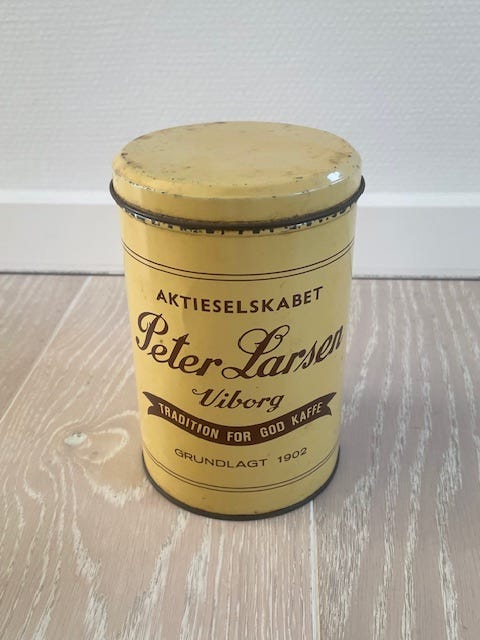 AKTIESELSKABET
Peter Larsen
Viborg
TRADITION FOR GOD KAFFE
GRUNDLAGT 1902